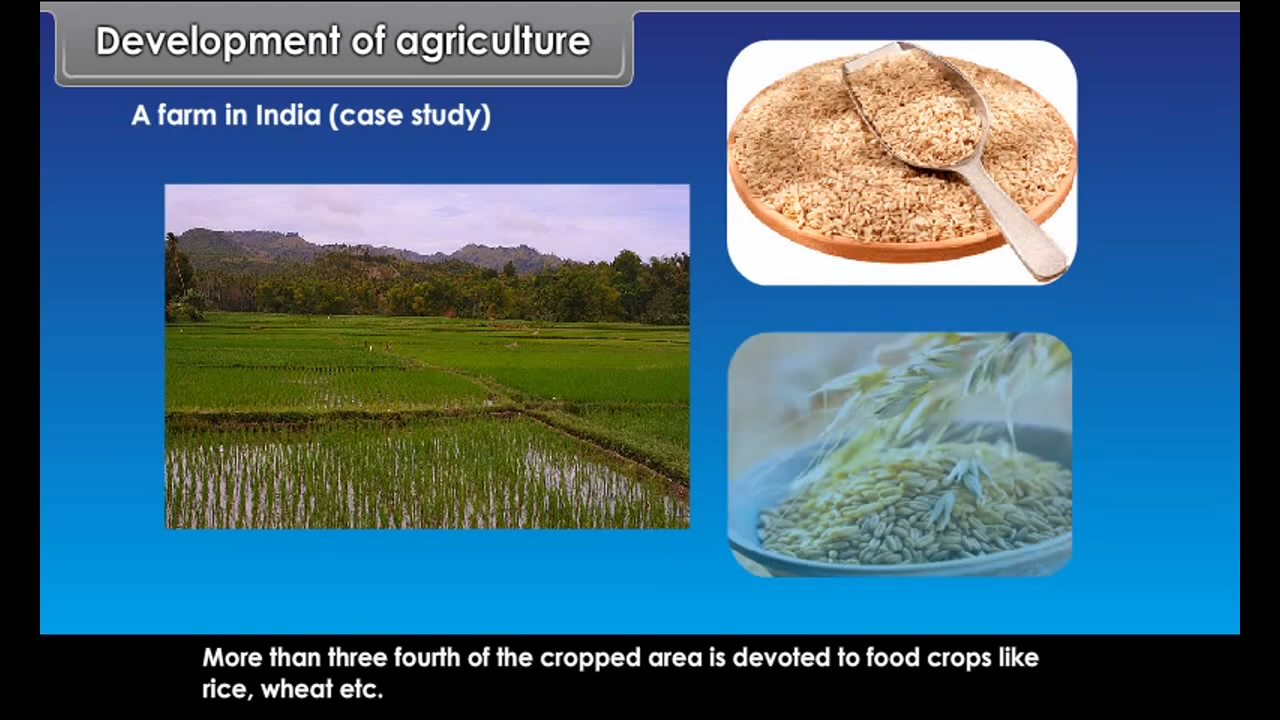 Development of agriculture
A farm in India (case study)
More than three fourth of the cropped area is devoted to food crops like
rice, wheat etc.